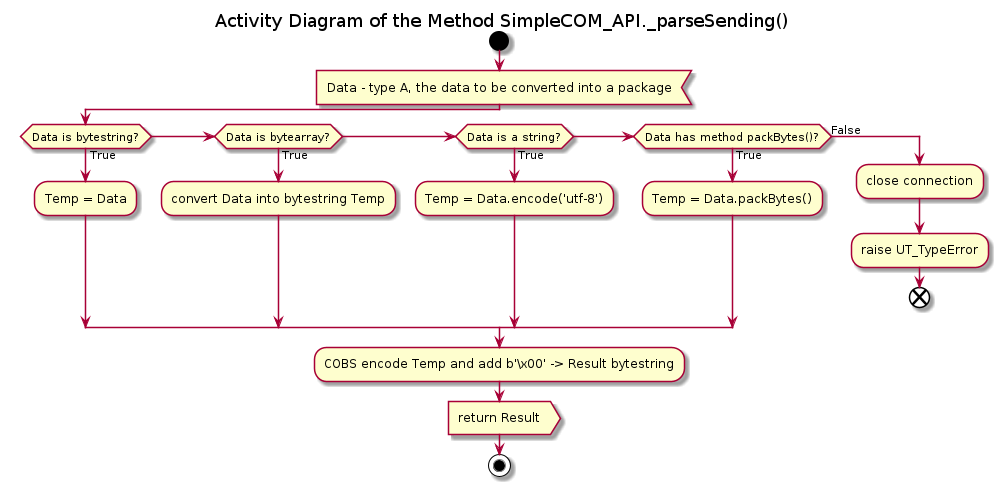 Activity Diagram of the Method SimpleCOM_API._parseSending()
Data - type A, the data to be converted into a package
Data is bytestring?
Data is bytearray?
Data is a string?
Data has method packBytes()?
False
True
True
True
True
close connection
Temp = Data
convert Data into bytestring Temp
Temp = Data.encode('utf-8')
Temp = Data.packBytes()
raise UT_TypeError
COBS encode Temp and add b'\x00' -> Result bytestring
return Result